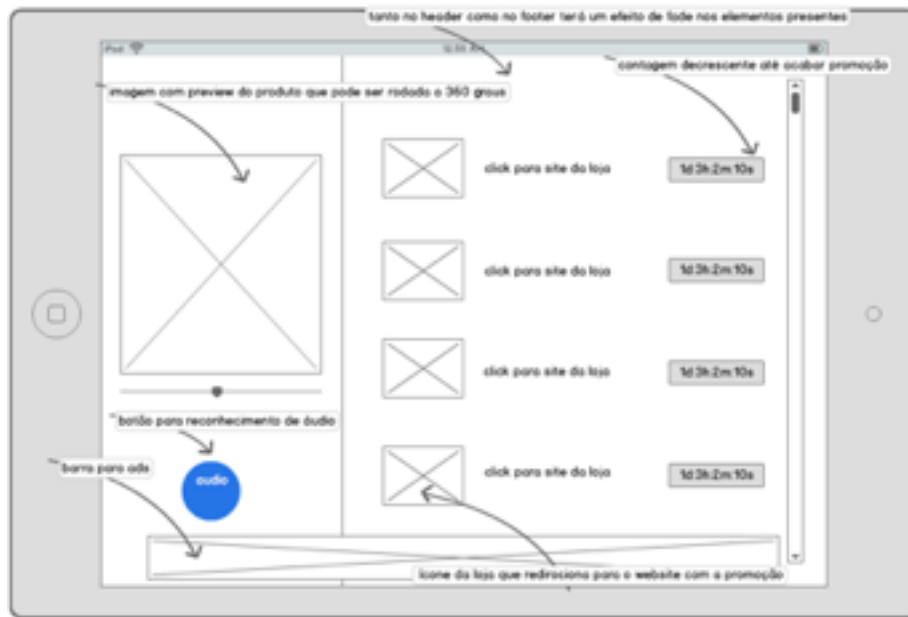 tanto no header como no footer terá um efeito de fade nos elementos presentes
iPad
contagem decrescente até acabar promoção
imagem com preview do produto que pode ser rodado a 360 graus
click para site da loja
1d:3h:2m:10s
click para site da loja
1d:3h:2m:10s
click para site da loja
1d:3h:2m:10s
botão para reconhecimento de áudio
click para site da loja
1d:3h:2m:10s
barra para ads
audio
ícone da loja que redireciona para o website com a promoção